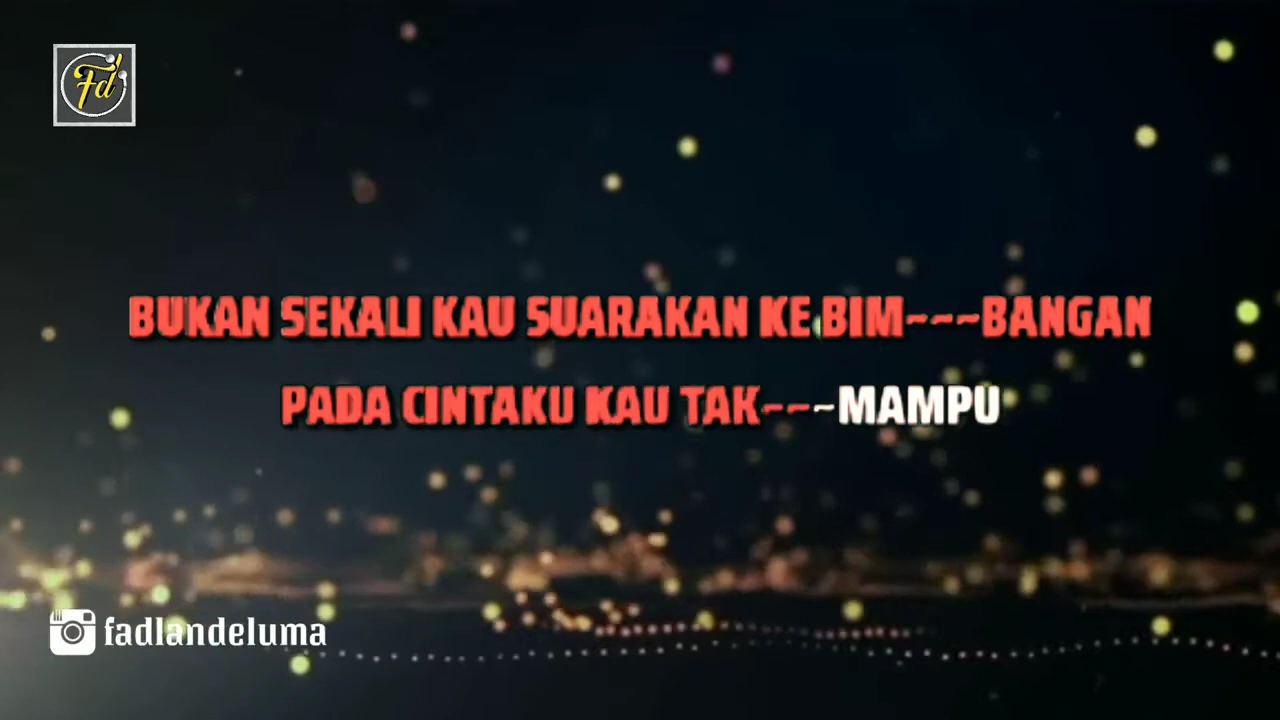 Fd
BUKAN SEKALI KAU SUARAKAN KE BIM~~~BANGAN
PADA CINTAKU KAU TAK~~~MAMPU
fadlandeluma